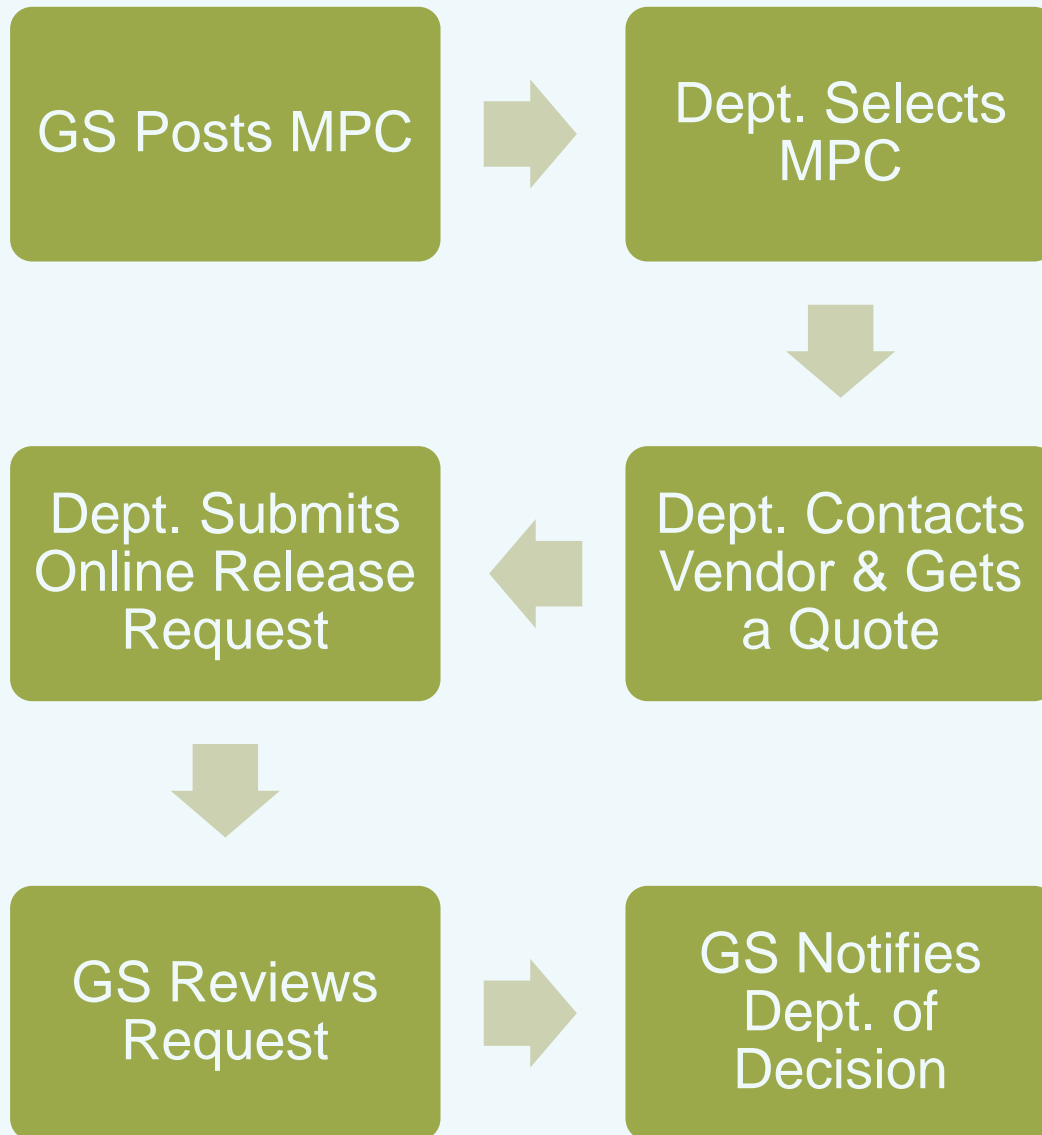 GS Posts MPC
Dept. Selects
MPC
Dept. Contacts
Vendor & Gets
a Quote
Dept. Submits
Online Release
Request
GS Reviews
Request
GS Notifies
Dept. of
Decision